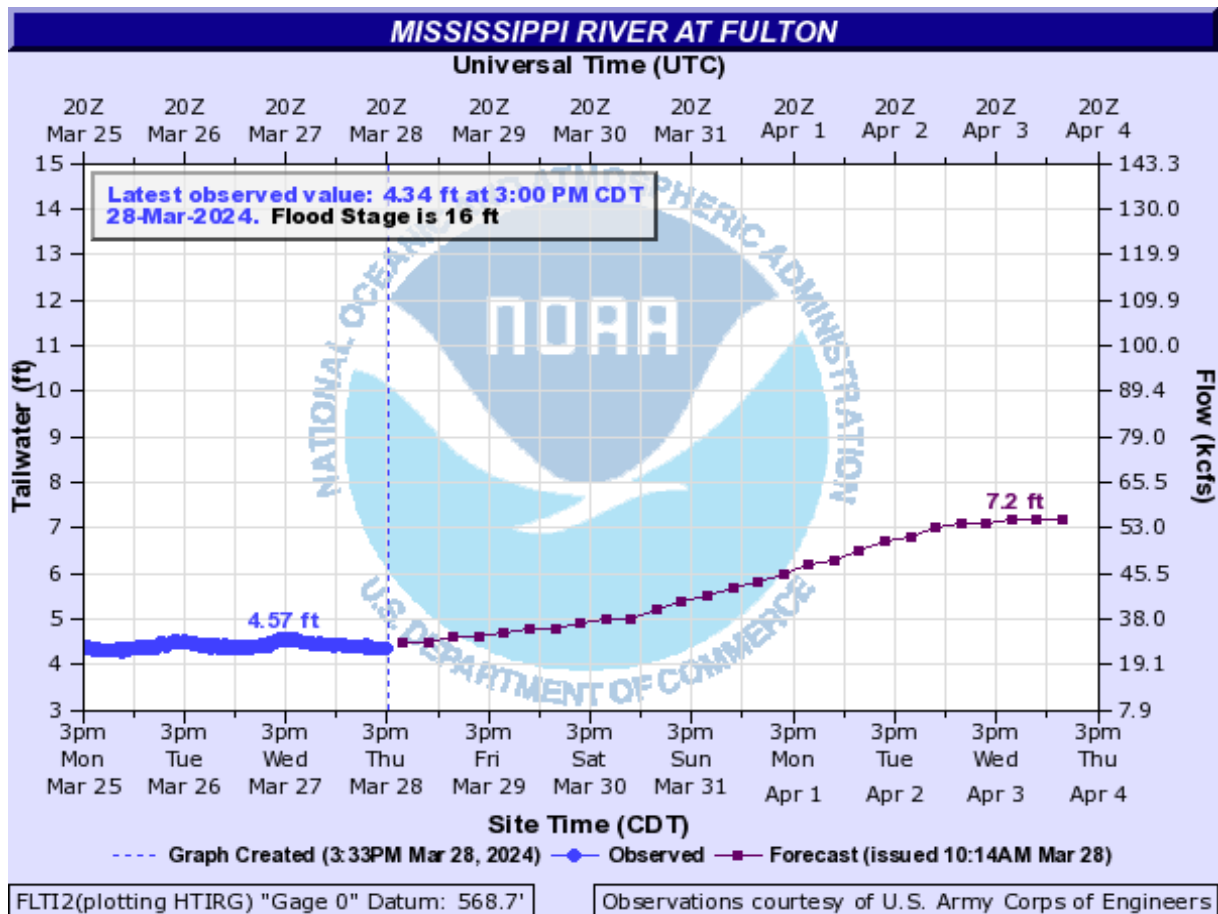 MISSISSIPPI RIVER AT FULTON
Universal Time (UTC)
20Z 20Z 20Z 20Z 20Z 20Z 20Z 20Z 20Z 20Z 20Z
Mar 25 Mar 26 Mar 27 Mar 28 Mar 29 Mar 30 Mar 31 Apr 1 Apr 2 Apr 3 Apr 4
Latest observed value: 4.34 ft at 3:00 PM CDT
28-Mar-2024. Flood Stage is 16 ft
Tailwater (ft)
15
14
13
12
11
10
9
8
7
6
5
4
3
NATIONAL OCEANIC AND ATMOSPHERIC ADMINISTRATION
NOAA
U.S. DEPARTMENT OF COMMERCE
4.57 ft
7.2 ft
143.3
130.0
119.9
109.9
100.0
89.4
79.0
65.5
53.0
45.5
38.0
19.1
7.9
Flow (kcfs)
3pm 3pm 3pm 3pm 3pm 3pm 3pm 3pm 3pm 3pm 3pm
Mon Tue Wed Thu Fri Sat Sun Mon Tue Wed Thu
Mar 25 Mar 26 Mar 27 Mar 28 Mar 29 Mar 30 Mar 31 Apr 1 Apr 2 Apr 3 Apr 4
Site Time (CDT)
Graph Created (3:33PM Mar 28, 2024) Observed Forecast (issued 10:14AM Mar 28)
FLTI2(plotting HTIRG) "Gage 0" Datum: 568.7'
Observations courtesy of U.S. Army Corps of Engineers